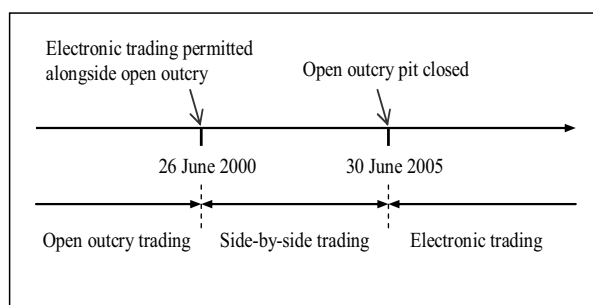 Electronic trading permitted
alongside open outcry
Open outcry pit closed
26 June 2000
30 June 2005
Open outcry trading
Side-by-side trading
Electronic trading